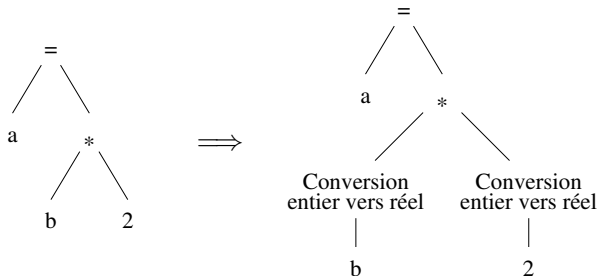 =
a
*
b 2
⟹
=
a
*
Conversion
entier vers réel
Conversion
entier vers réel
b
2